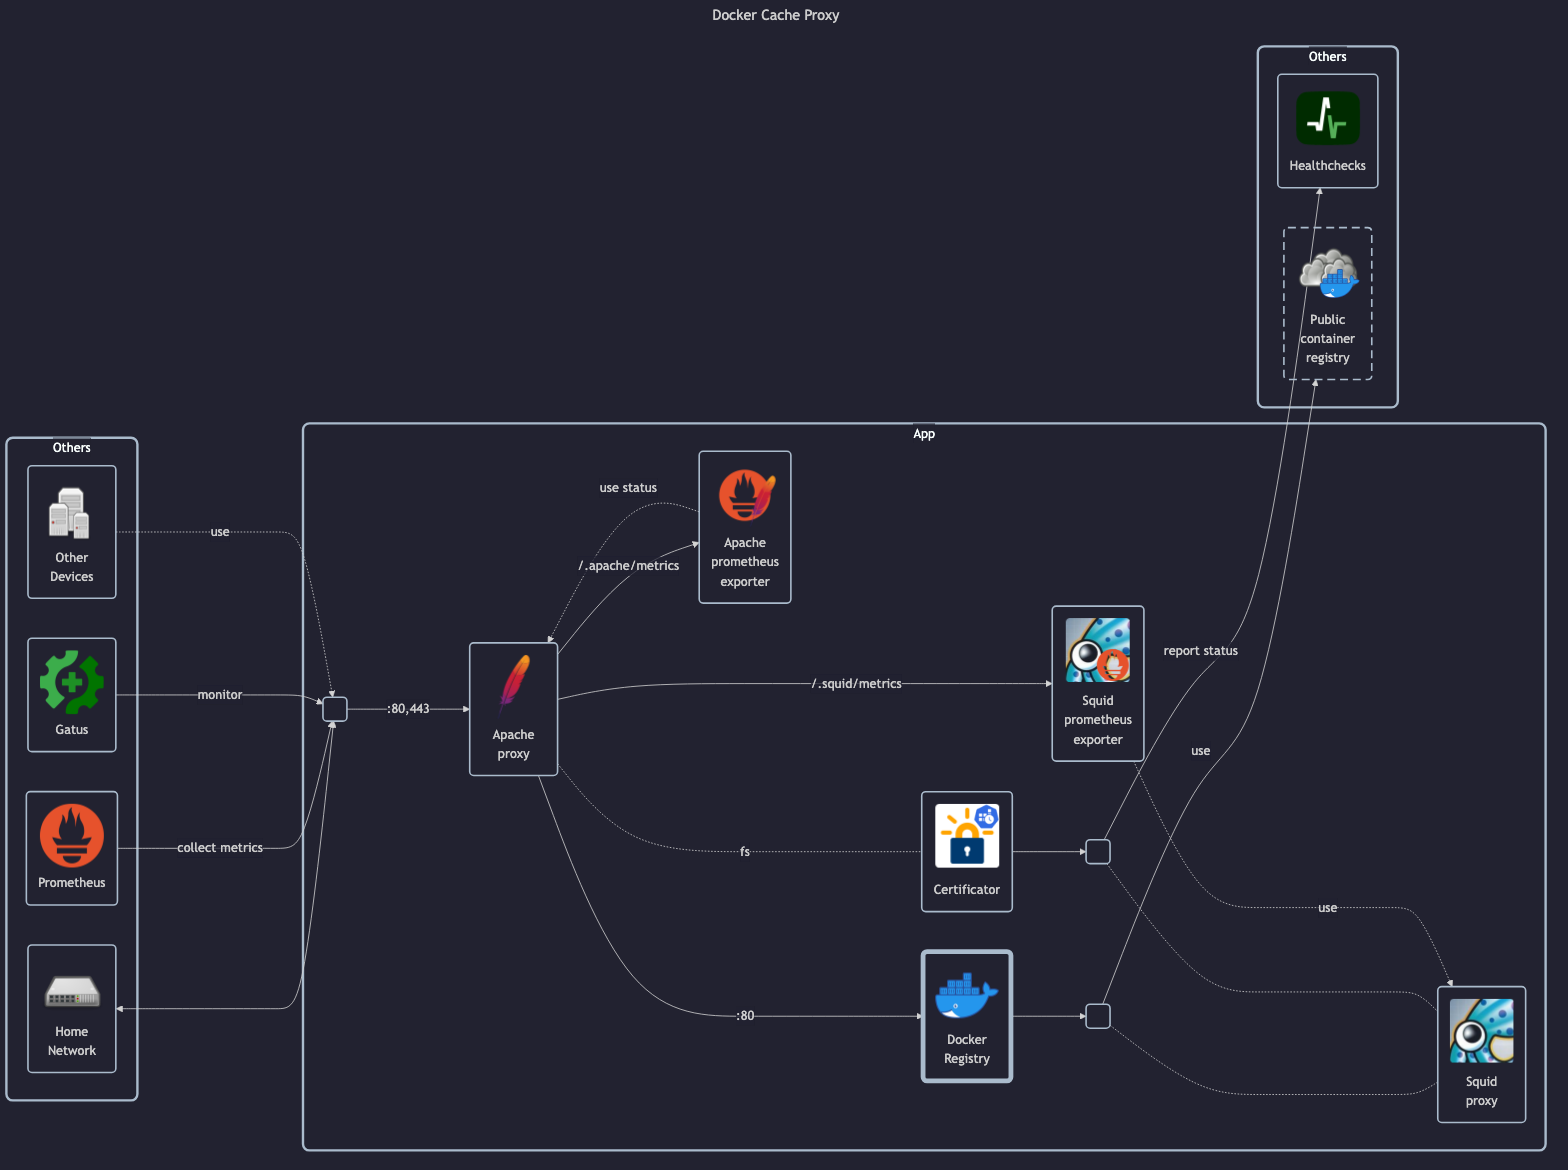 Docker Cache Proxy
Others
Healthchecks
Public
container
registry
App
Others
Other
Devices
use
Gatus
monitor
Prometheus
collect metrics
Home
Network
:80,443
Apache
proxy
use status
/.apache/metrics
Apache
prometheus
exporter
/.squid/metrics
Squid
prometheus
exporter
report status
use
fs
Certificator
use
:80
Docker
Registry
Squid
proxy